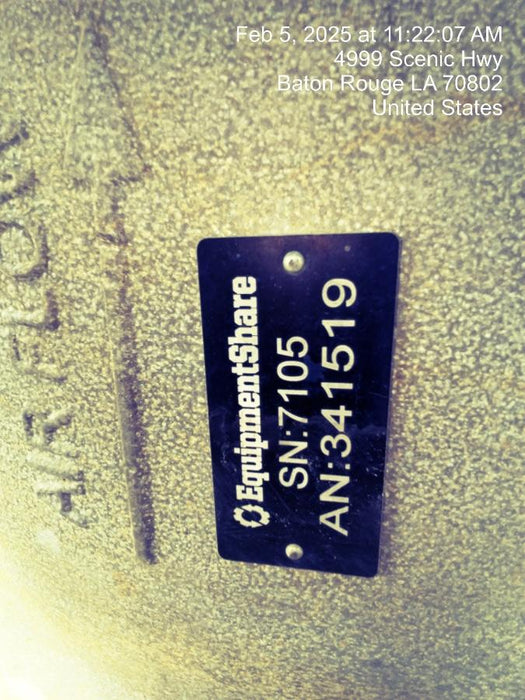 Feb 5, 2025 at 11:22:07 AM
4999 Scenic Hwy
Baton Rouge LA 70802
United States
AIR FLOW
EquipmentShare
SN:7105
AN:341519